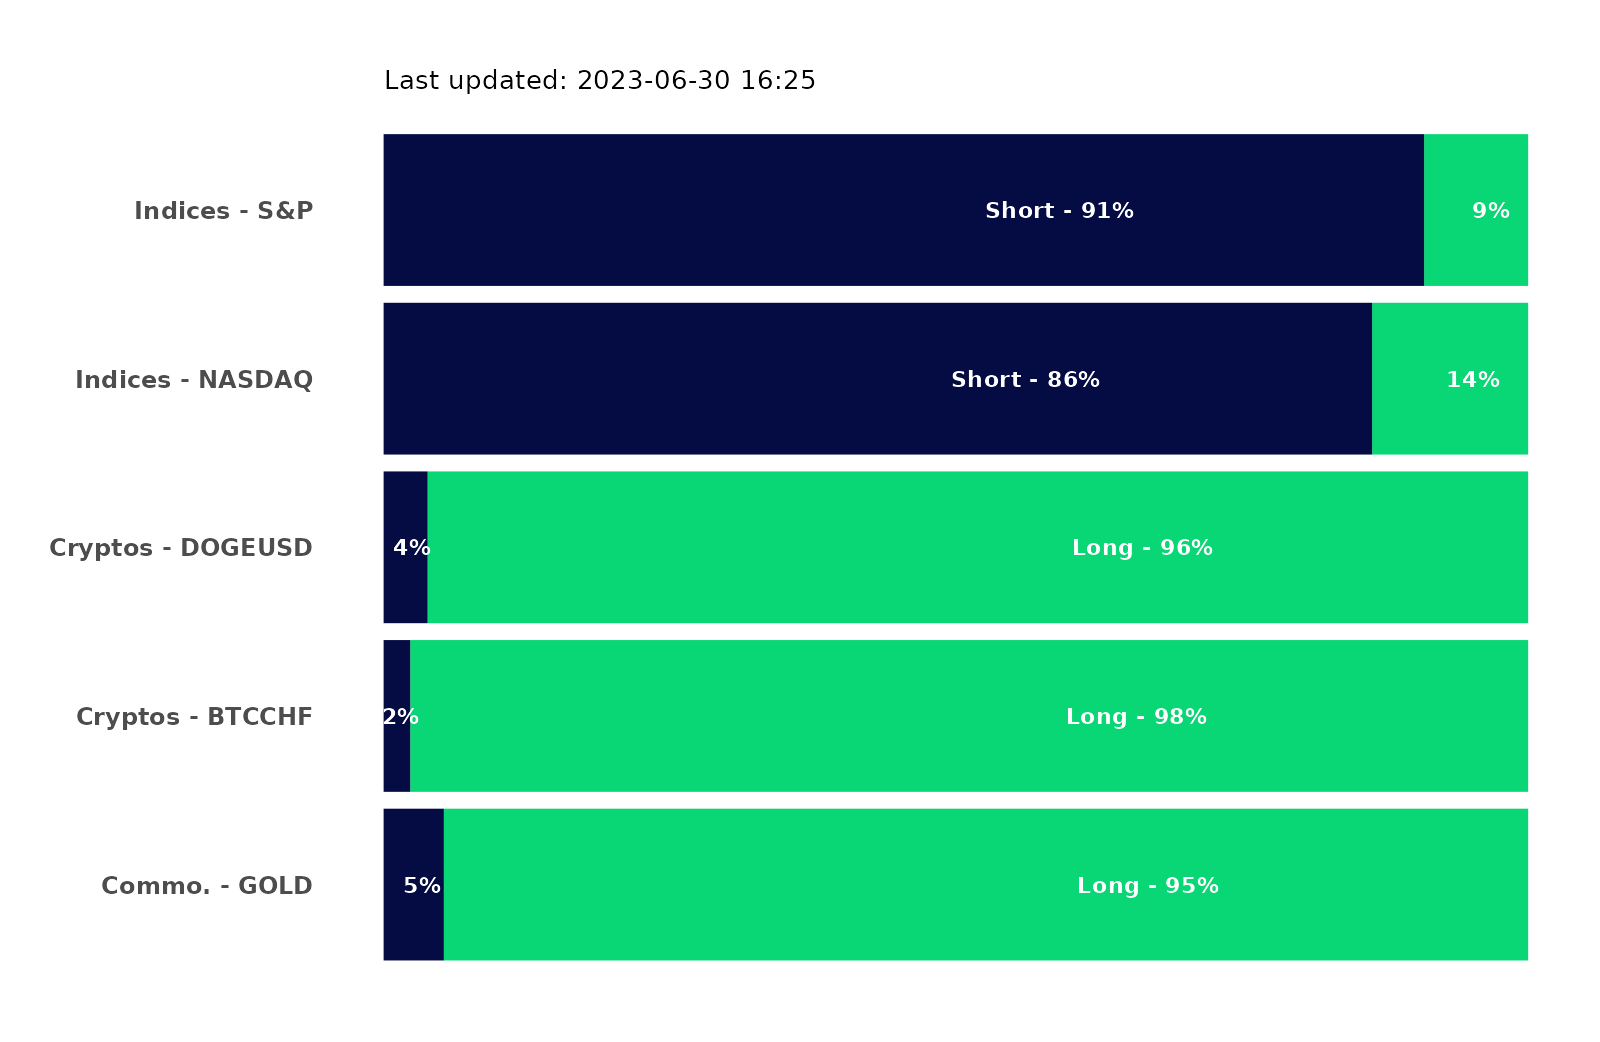 Last updated: 2023-06-30 16:25
Indices - S&P Short - 91% 9%
Indices - NASDAQ Short - 86% 14%
Cryptos - DOGEUSD 4% Long - 96%
Cryptos - BTCCHF 2% Long - 98%
Commo. - GOLD 5% Long - 95%